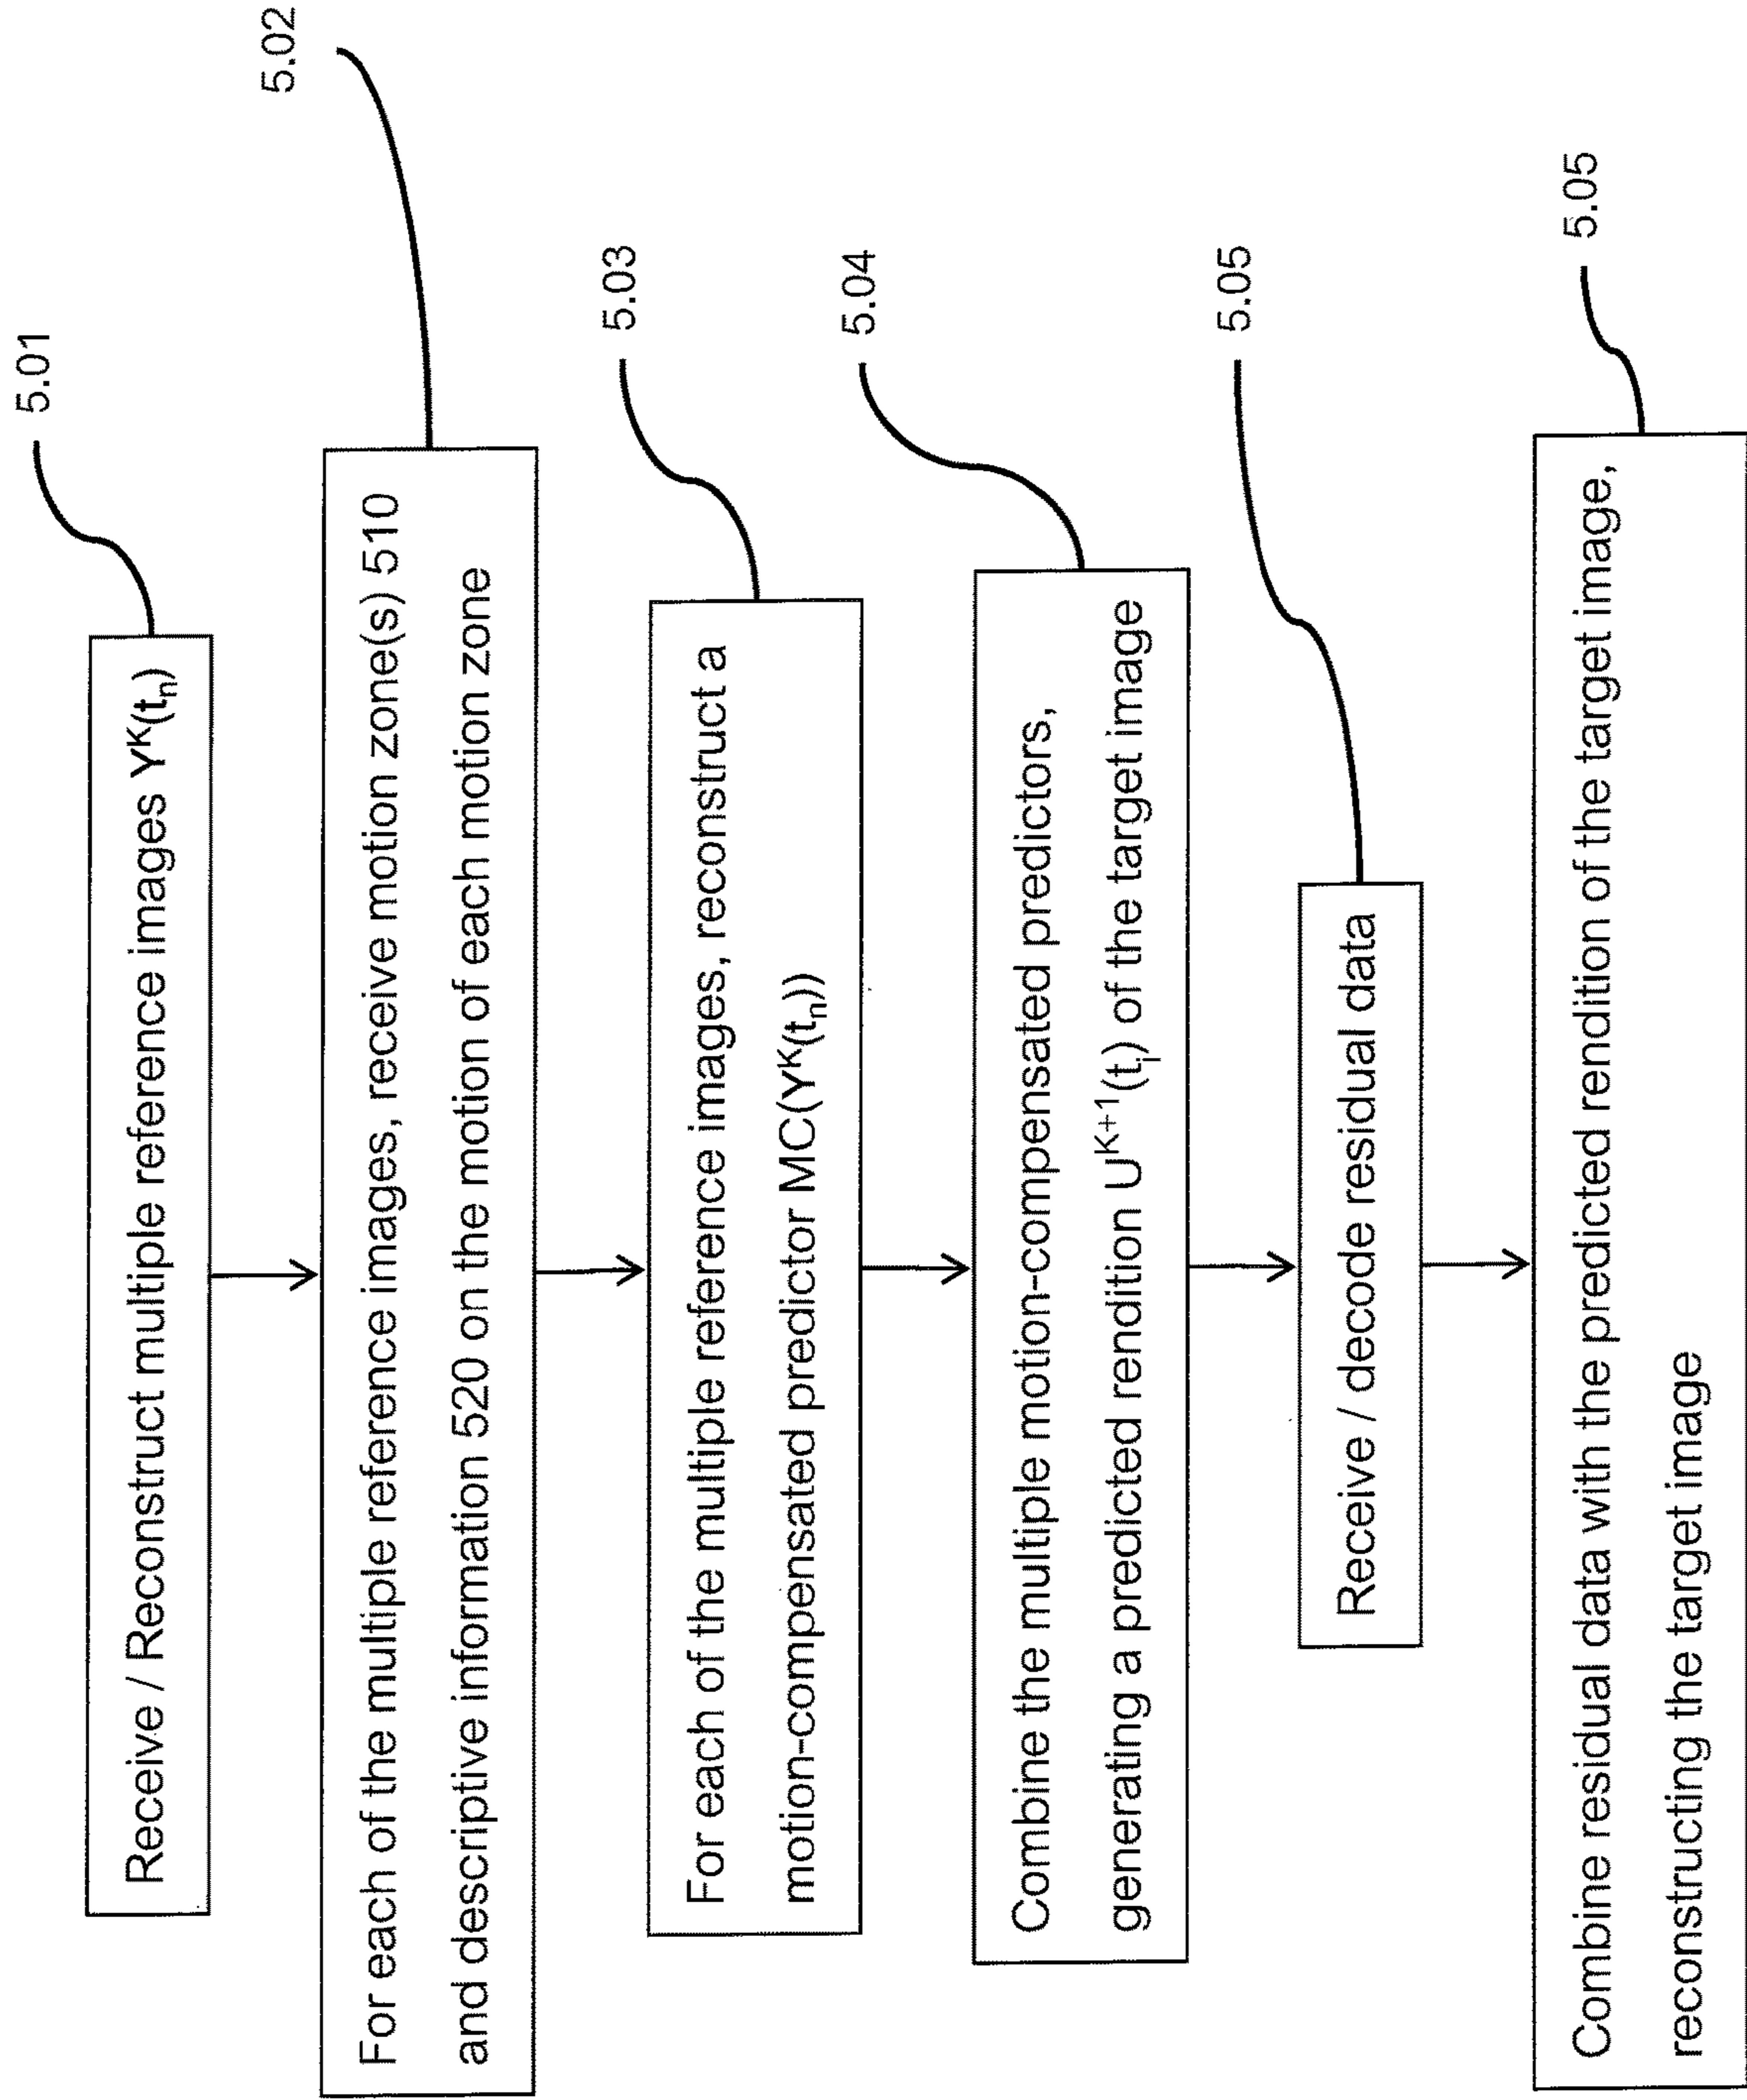 5.01
Receive / Reconstruct multiple reference images Y^K(t_n)
5.02
For each of the multiple reference images, receive motion zone(s) 510
and descriptive information 520 on the motion of each motion zone
5.03
For each of the multiple reference images, reconstruct a
motion-compensated predictor MC(Y^K(t_n))
5.04
Combine the multiple motion-compensated predictors,
generating a predicted rendition U^{K+1}(t_i) of the target image
5.05
Receive / decode residual data
5.05
Combine residual data with the predicted rendition of the target image,
reconstructing the target image